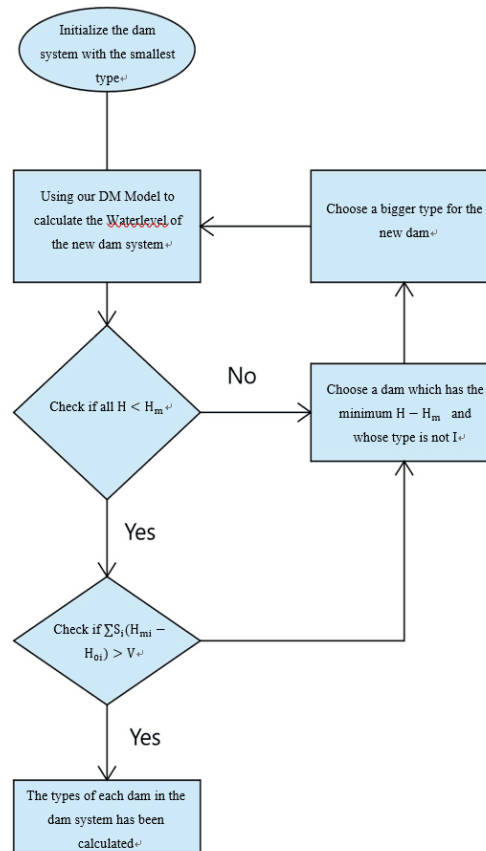 Initialize the dam
system with the smallest
type↵
Using our DM Model to
calculate the Waterlevel of
the new dam system↵
Choose a bigger type for the
new dam↵
Check if all H < Hₘ↵
No
Choose a dam which has the
minimum H − Hₘ and
whose type is not I↵
Yes
Check if ∑Sᵢ(Hₘᵢ −
H₀ᵢ) > V↵
Yes
The types of each dam in the
dam system has been
calculated↵